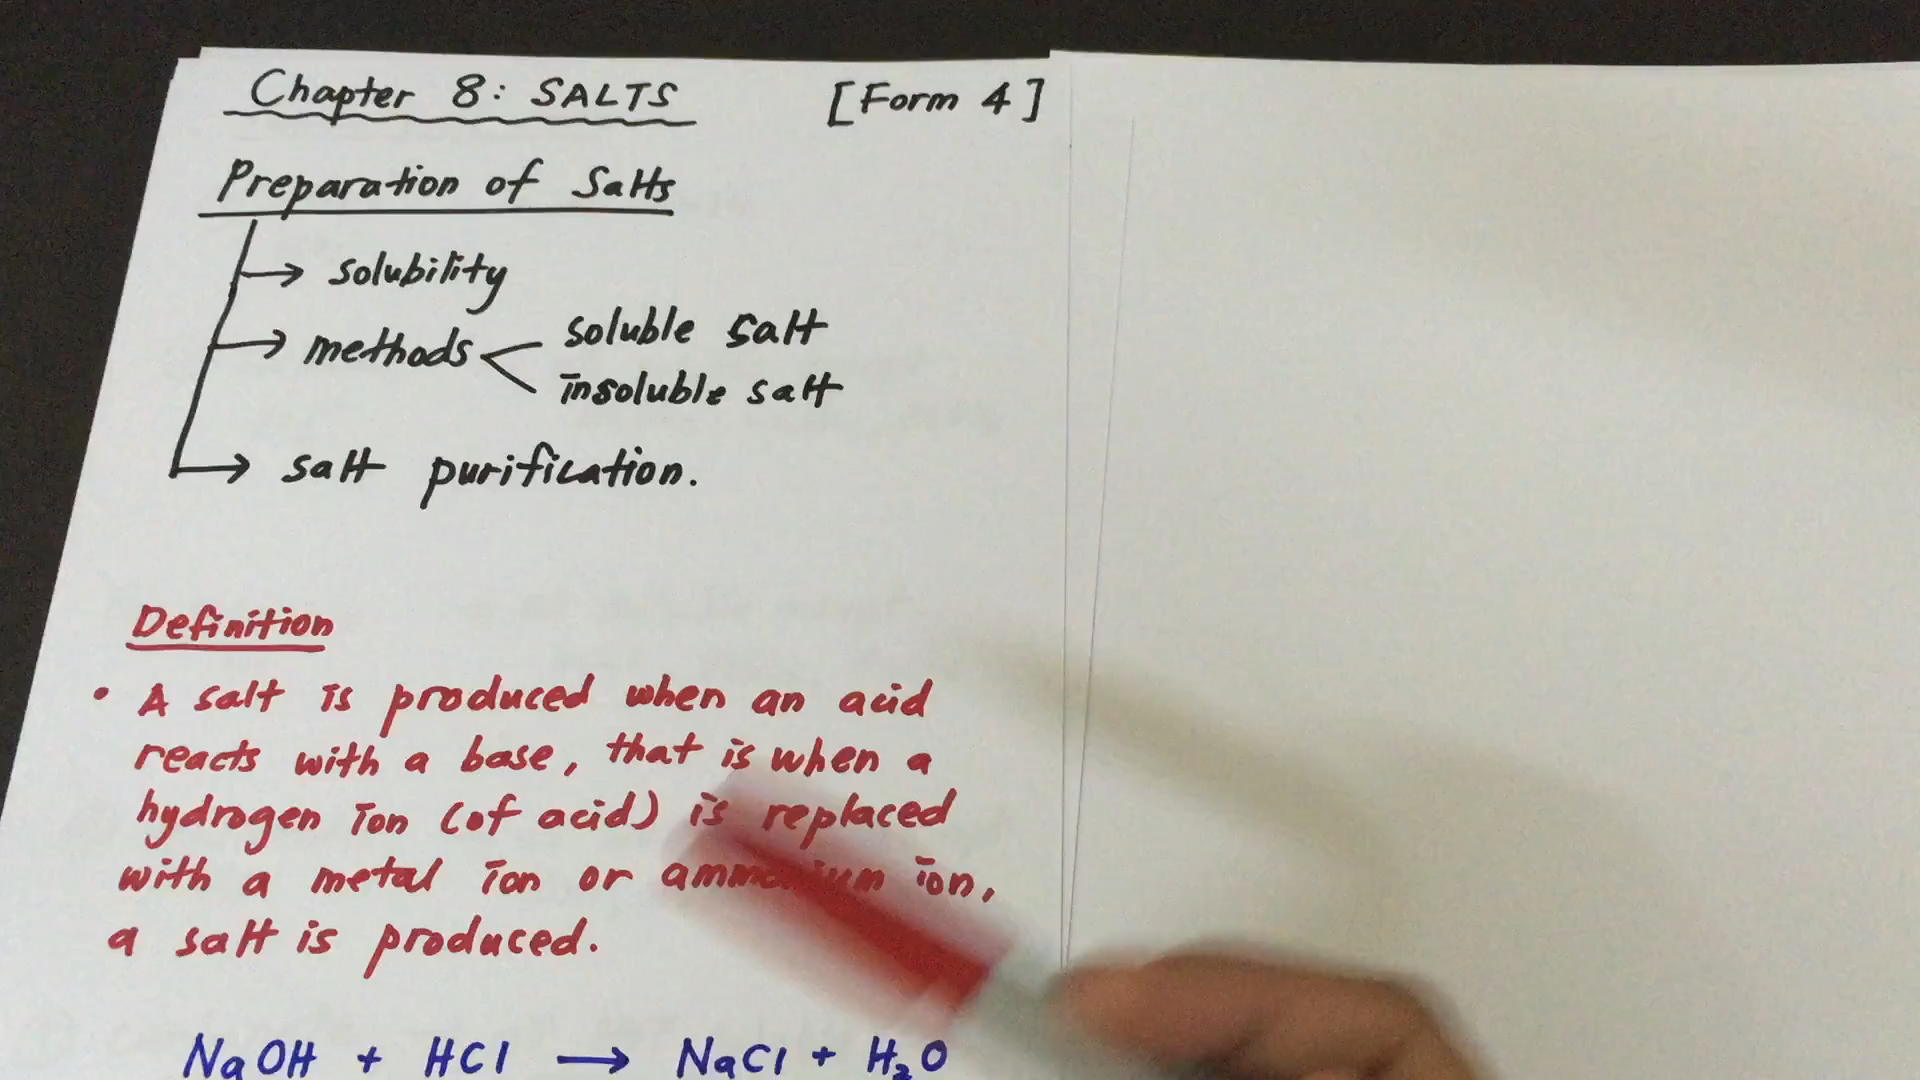 Chapter 8: SALTS [Form 4]
Preparation of Salts
→ solubility
→ methods < soluble salt
insoluble salt
→ salt purification.
Definition
• A salt is produced when an acid
reacts with a base, that is when a
hydrogen ion (of acid) is replaced
with a metal ion or ammonium ion,
a salt is produced.
NaOH + HCl → NaCl + H₂O